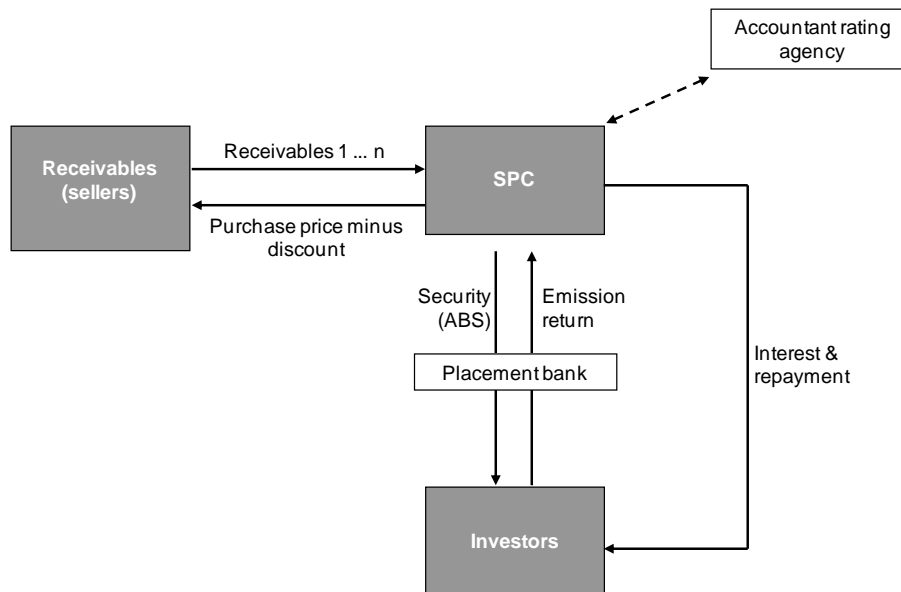 Accountant rating
agency
Receivables
(sellers)
Receivables 1 ... n
SPC
Purchase price minus
discount
Security
(ABS)
Emission
return
Placement bank
Interest &
repayment
Investors